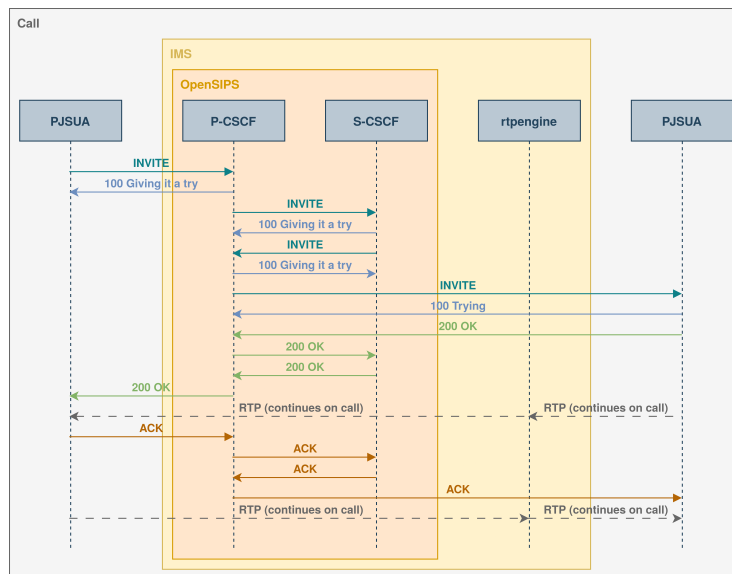 Call
IMS
OpenSIPS
PJSUA P-CSCF S-CSCF rtpengine PJSUA
INVITE
100 Giving it a try
INVITE
100 Giving it a try
INVITE
100 Giving it a try
INVITE
100 Trying
200 OK
200 OK
200 OK
200 OK
RTP (continues on call) RTP (continues on call)
ACK
ACK
ACK
ACK
RTP (continues on call) RTP (continues on call)